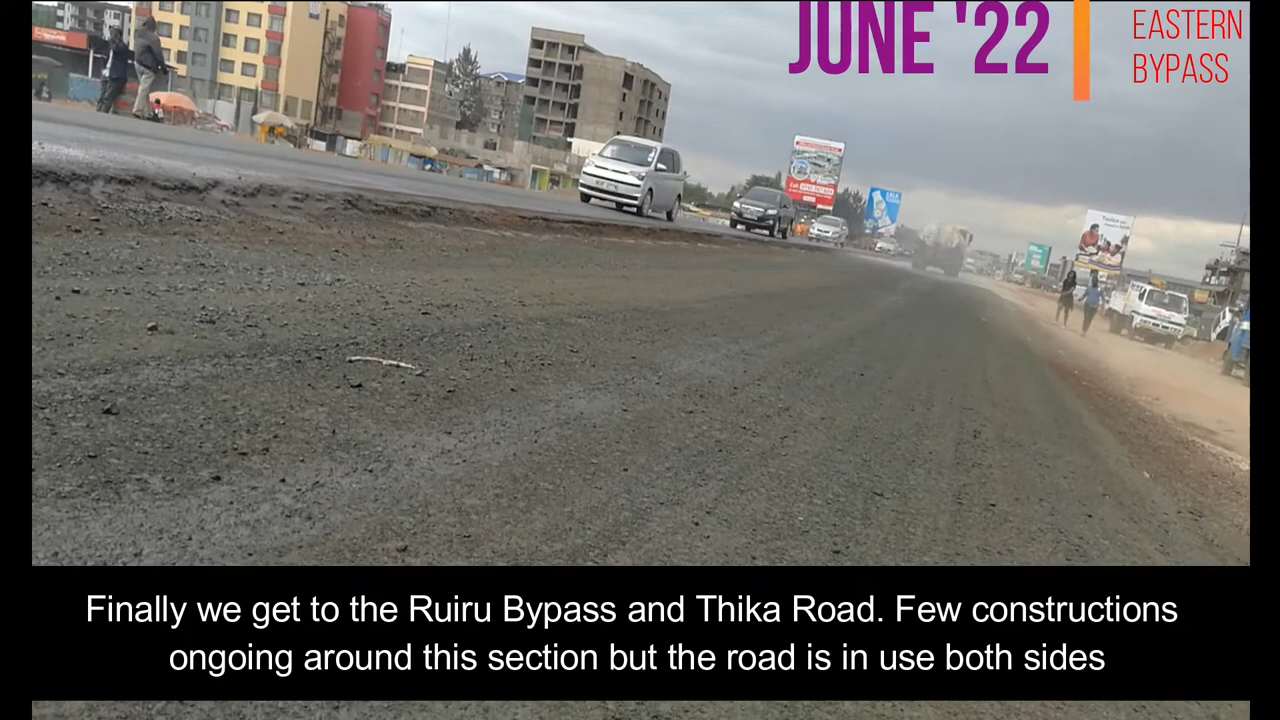 JUNE '22
EASTERN
BYPASS
Finally we get to the Ruiru Bypass and Thika Road. Few constructions
ongoing around this section but the road is in use both sides